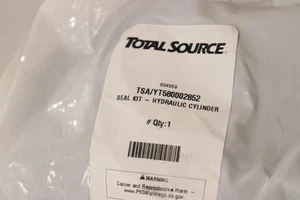 TOTAL SOURCE
604989
TSA/YT580002852
SEAL KIT - HYDRAULIC CYLINDER
# Qty:1
WARNING
Cancer and Reproductive Harm -
www.P65Warnings.ca.gov